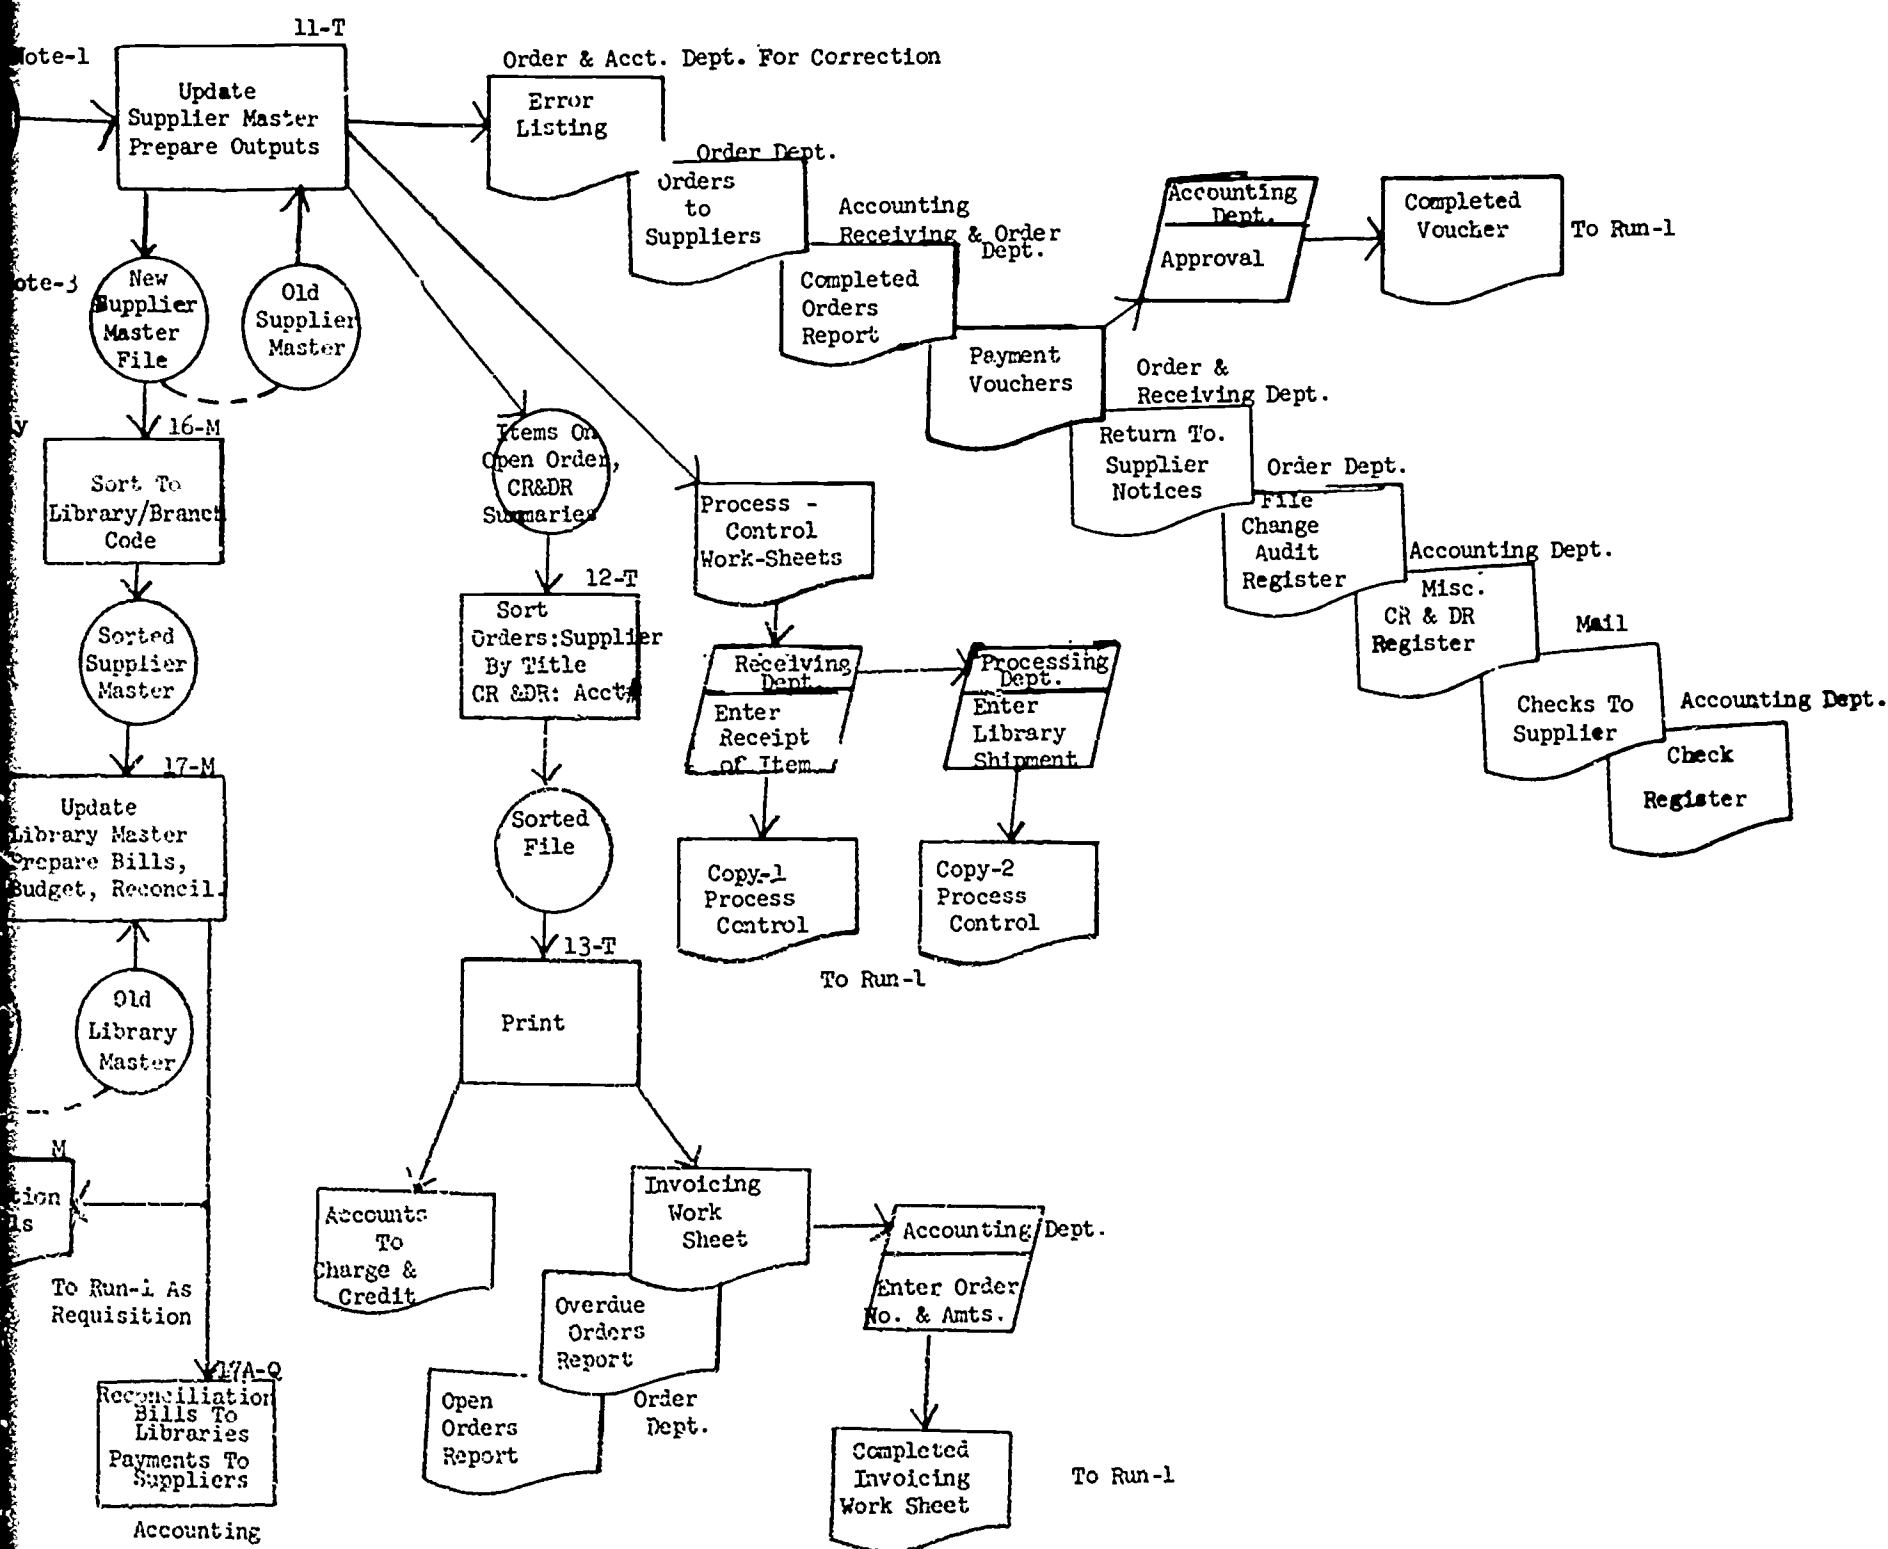 11-T
Note-1
Update
Supplier Master
Prepare Outputs
Order & Acct. Dept. For Correction
Error
Listing
Order Dept.
Orders
to
Suppliers
Accounting
Receiving & Order
Dept.
Completed
Orders
Report
Payment
Vouchers
Accounting
Dept.
Approval
Completed
Voucher
To Run-1
Order &
Receiving Dept.
Return To.
Supplier
Notices
Order Dept.
File
Change
Audit
Register
Accounting Dept.
Misc.
CR & DR
Register
Mail
Checks To
Supplier
Accounting Dept.
Check
Register
ote-3
New
Supplier
Master
File
Old
Supplier
Master
y
16-M
Sort To
Library/Branch
Code
Sorted
Supplier
Master
17-M
Update
Library Master
Prepare Bills,
Budget, Reconcil.
Old
Library
Master
M
tion
ls
To Run-1 As
Requisition
17A-Q
Reconciliation
Bills To
Libraries
Payments To
Suppliers
Accounting
Items On
Open Order,
CR&DR
Summaries
12-T
Sort
Orders:Supplier
By Title
CR &DR: Acct#
Sorted
File
13-T
Print
Accounts
To
Charge &
Credit
Invoicing
Work
Sheet
Overdue
Orders
Report
Open
Orders
Report
Order
Dept.
Accounting Dept.
Enter Order
No. & Amts.
Completed
Invoicing
Work Sheet
To Run-1
Process -
Control
Work-Sheets
Receiving
Dept.
Enter
Receipt
of Item
Processing
Dept.
Enter
Library
Shipment
Copy-1
Process
Control
Copy-2
Process
Control
To Run-1